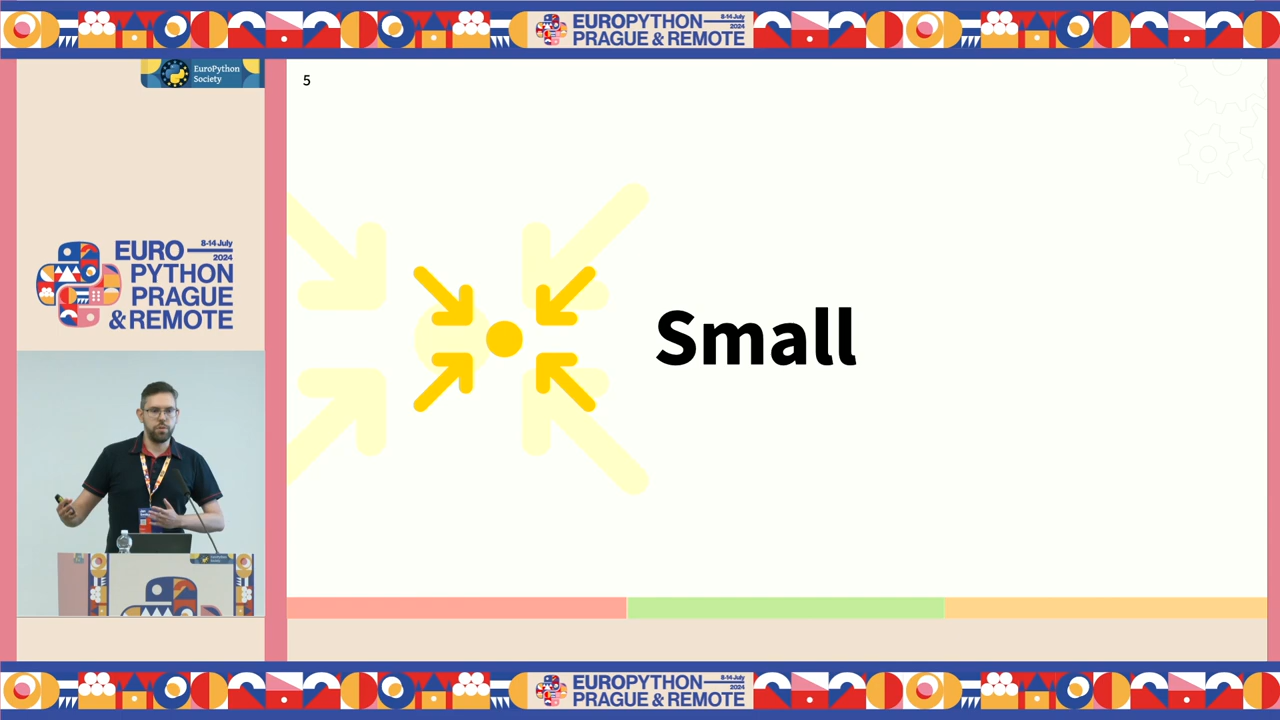 EUROPYTHON
8-14 July
2024
PRAGUE & REMOTE
EuroPython
Society
5
EURO
8-14 July
2024
PYTHON
PRAGUE
& REMOTE
Small
EUROPYTHON
8-14 July
2024
PRAGUE & REMOTE